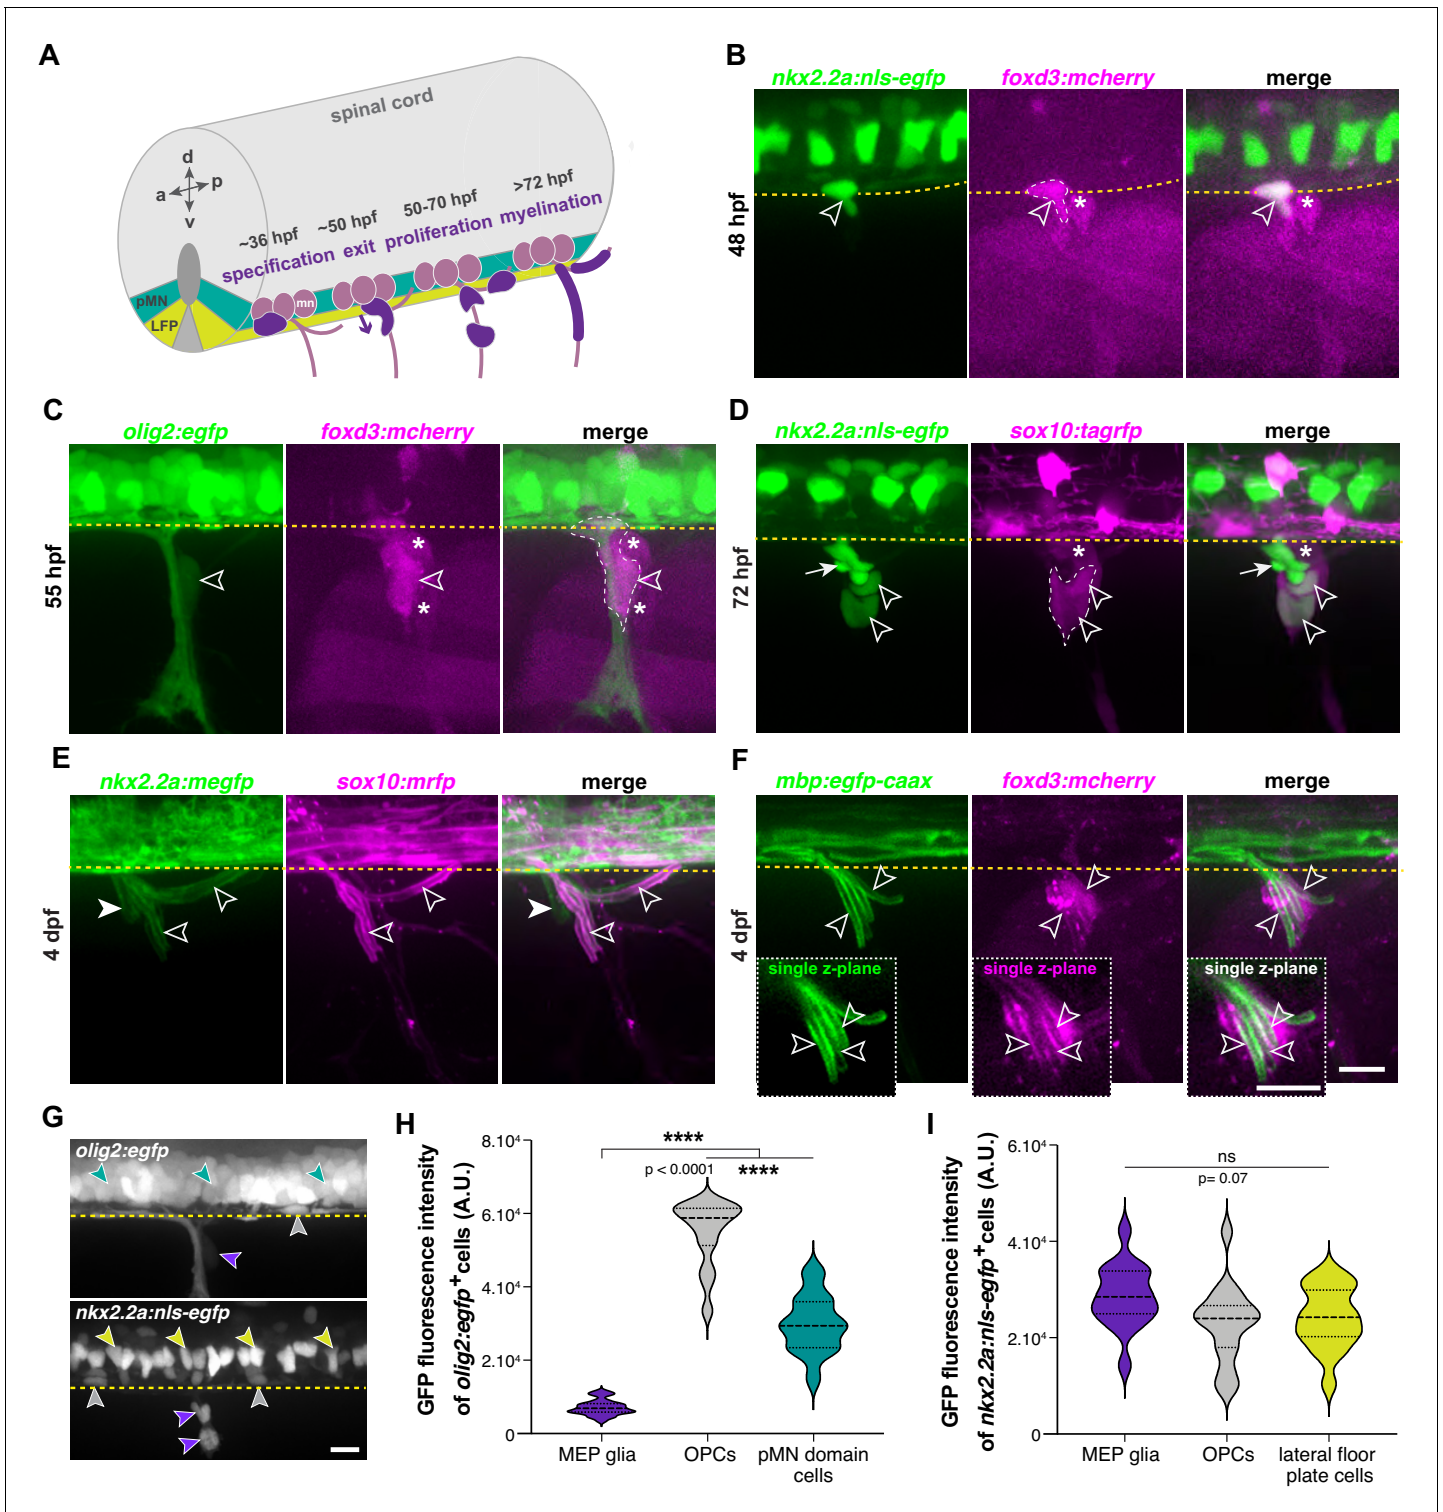 A
spinal cord
d
a
p
v
~36 hpf
~50 hpf
50-70 hpf
>72 hpf
specification
exit
proliferation
myelination
pMN
LFP
mn
B
nkx2.2a:nls-egfp
foxd3:mcherry
merge
48 hpf
*
*
C
olig2:egfp
foxd3:mcherry
merge
55 hpf
*
*
*
*
D
nkx2.2a:nls-egfp
sox10:tagrfp
merge
72 hpf
*
*
E
nkx2.2a:megfp
sox10:mrfp
merge
4 dpf
F
mbp:egfp-caax
foxd3:mcherry
merge
4 dpf
single z-plane
single z-plane
single z-plane
G
olig2:egfp
nkx2.2a:nls-egfp
H
GFP fluorescence intensity
of olig2:egfp⁺cells (A.U.)
8.10⁴
6.10⁴
4.10⁴
2.10⁴
0
****
p < 0.0001
****
MEP glia
OPCs
pMN domain
cells
I
GFP fluorescence intensity
of nkx2.2a:nls-egfp⁺cells (A.U.)
6.10⁴
4.10⁴
2.10⁴
0
ns
p= 0.07
MEP glia
OPCs
lateral floor
plate cells